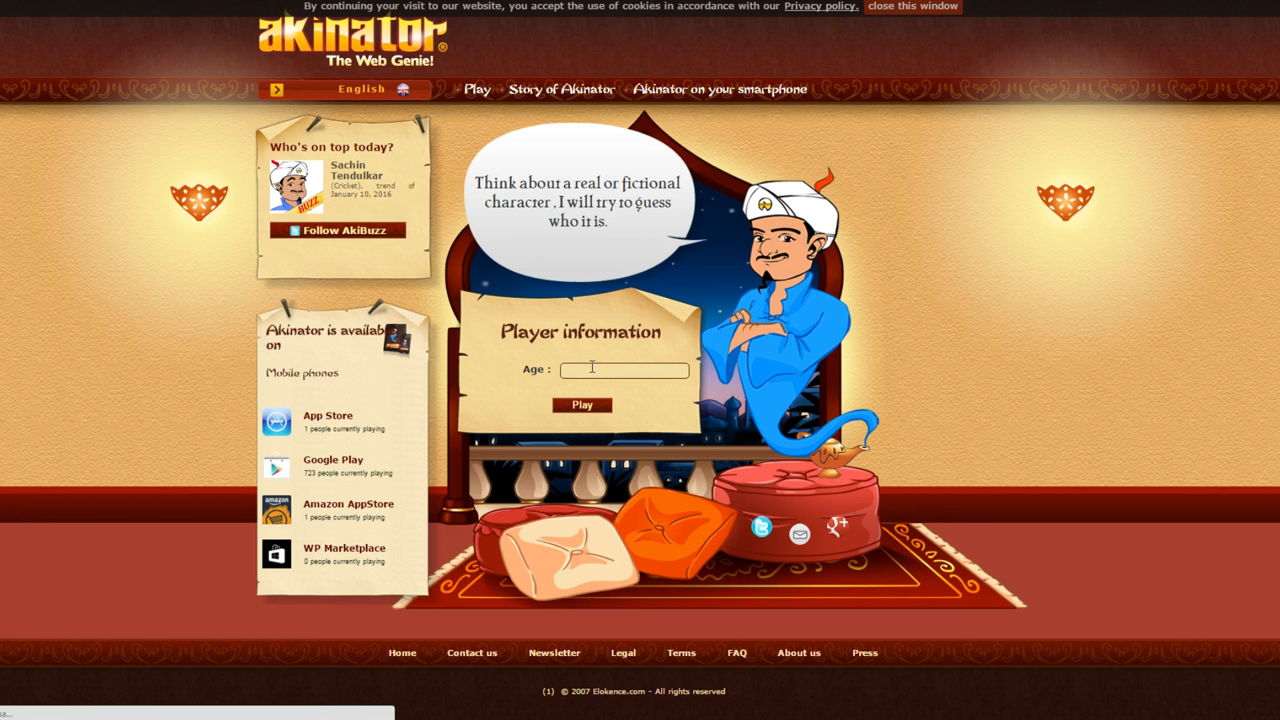 By continuing your visit to our website, you accept the use of cookies in accordance with our Privacy policy. close this window
akinator®
The Web Genie!
English
Play
Story of Akinator
Akinator on your smartphone
Who's on top today?
Sachin
Tendulkar
(Cricket), trend of
January 10, 2016
BUZZ
Follow AkiBuzz
Think about a real or fictional
character . I will try to guess
who it is.
Player information
Age :
Play
Akinator is availab
on
Mobile phones
App Store
1 people currently playing
Google Play
723 people currently playing
amazon
Amazon AppStore
1 people currently playing
WP Marketplace
0 people currently playing
Home
Contact us
Newsletter
Legal
Terms
FAQ
About us
Press
(1) © 2007 Elokence.com - All rights reserved